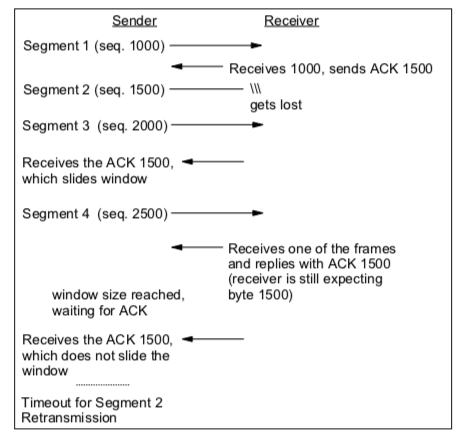 Sender Receiver
Segment 1 (seq. 1000)
Receives 1000, sends ACK 1500
Segment 2 (seq. 1500) \\\
gets lost
Segment 3 (seq. 2000)
Receives the ACK 1500,
which slides window
Segment 4 (seq. 2500)
Receives one of the frames
and replies with ACK 1500
(receiver is still expecting
byte 1500)
window size reached,
waiting for ACK
Receives the ACK 1500,
which does not slide the
window
Timeout for Segment 2
Retransmission